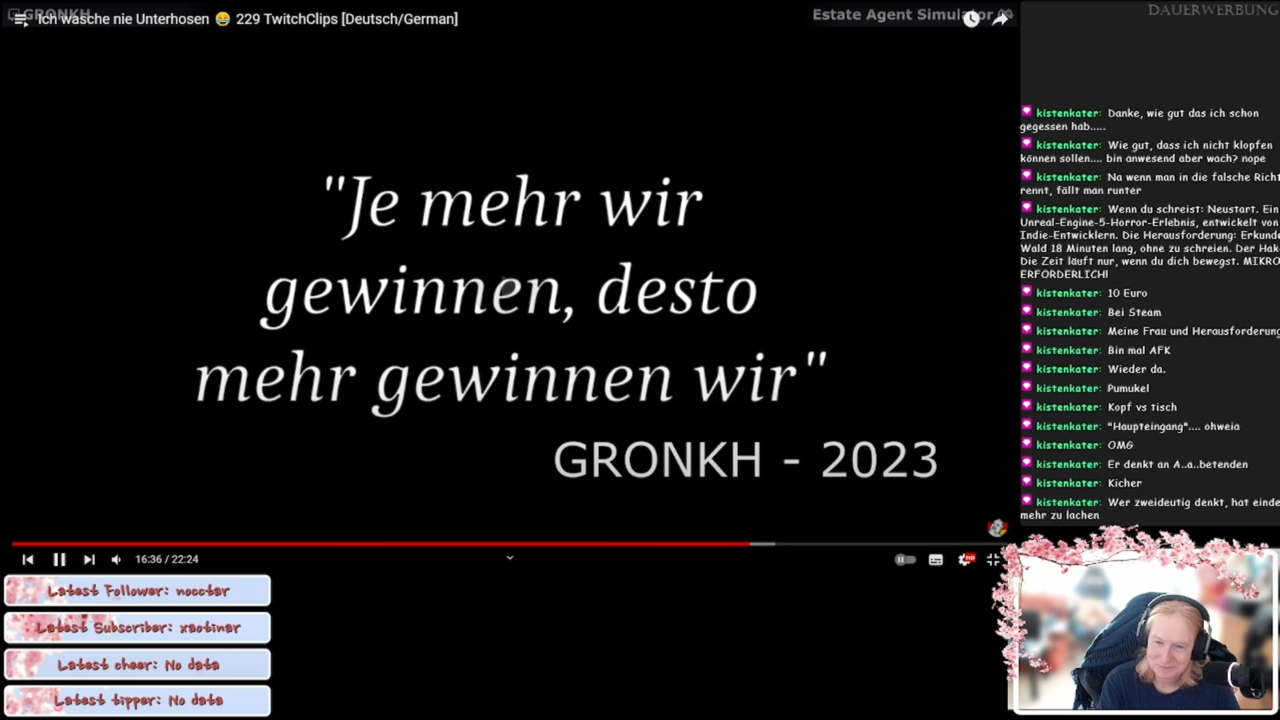 GRONKH
Ich wasche nie Unterhosen 😂 229 TwitchClips [Deutsch/German]
Estate Agent Simulator
DAUERWERBUNG
"Je mehr wir
gewinnen, desto
mehr gewinnen wir"
GRONKH - 2023
16:36 / 22:24
HD
Latest Follower: nocctar
Latest Subscriber: xaotinar
Latest cheer: No data
Latest tipper: No data
kistenkater: Danke, wie gut das ich schon
gegessen hab.....
kistenkater: Wie gut, dass ich nicht klopfen
können sollen.... bin anwesend aber wach? nope
kistenkater: Na wenn man in die falsche Richt
rennt, fällt man runter
kistenkater: Wenn du schreist: Neustart. Ein
Unreal-Engine-5-Horror-Erlebnis, entwickelt von
Indie-Entwicklern. Die Herausforderung: Erkunde
Wald 18 Minuten lang, ohne zu schreien. Der Hak
Die Zeit läuft nur, wenn du dich bewegst. MIKRO
ERFORDERLICH!
kistenkater: 10 Euro
kistenkater: Bei Steam
kistenkater: Meine Frau und Herausforderung
kistenkater: Bin mal AFK
kistenkater: Wieder da.
kistenkater: Pumukel
kistenkater: Kopf vs tisch
kistenkater: "Haupteingang".... ohweia
kistenkater: OMG
kistenkater: Er denkt an A..a..betenden
kistenkater: Kicher
kistenkater: Wer zweideutig denkt, hat einde
mehr zu lachen